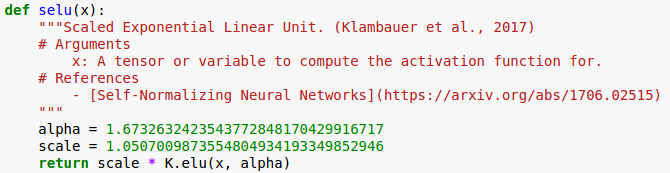 def selu(x):
"""Scaled Exponential Linear Unit. (Klambauer et al., 2017)
# Arguments
x: A tensor or variable to compute the activation function for.
# References
- [Self-Normalizing Neural Networks](https://arxiv.org/abs/1706.02515)
"""
alpha = 1.6732632423543772848170429916717
scale = 1.0507009873554804934193349852946
return scale * K.elu(x, alpha)